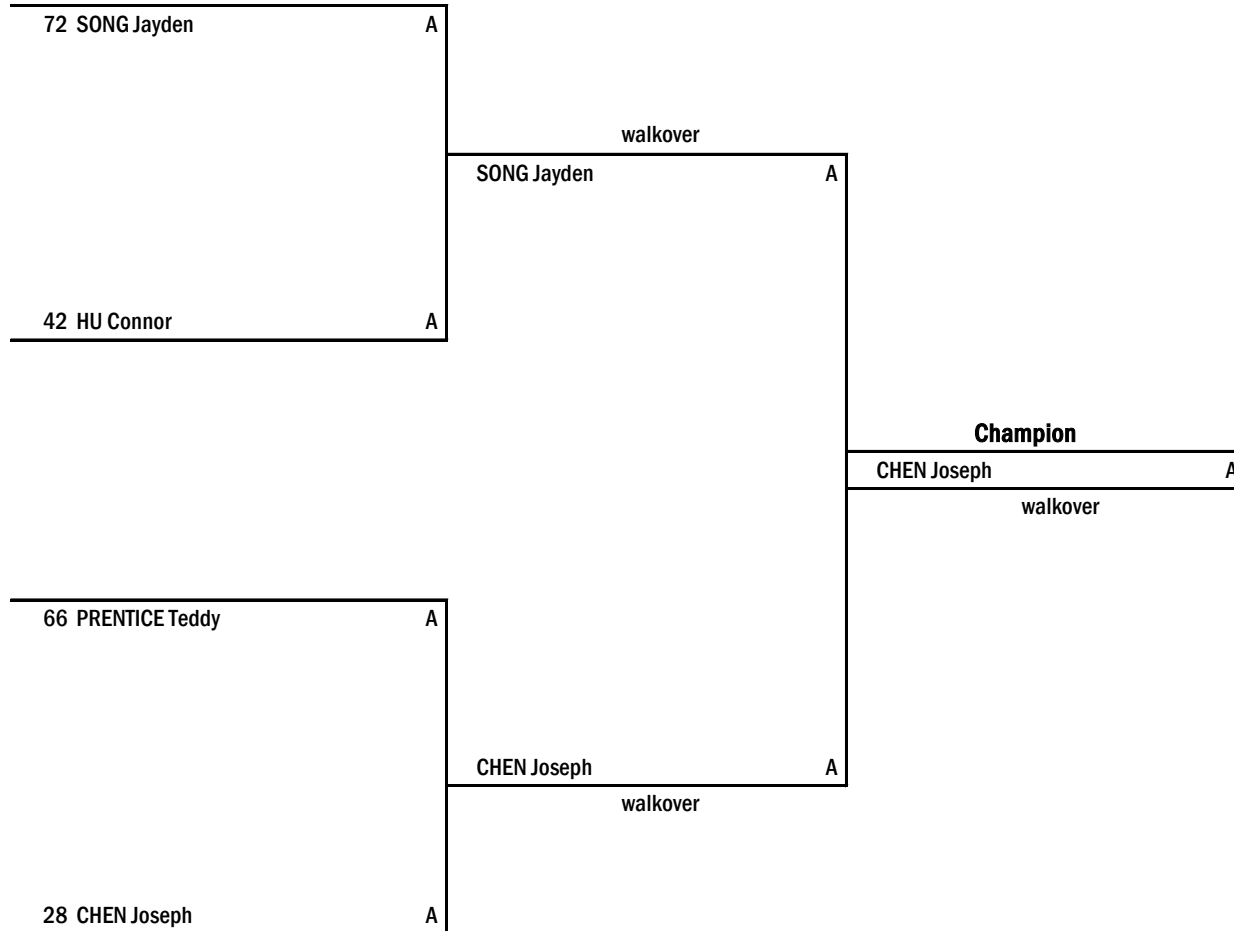 72 SONG Jayden A
walkover
SONG Jayden A
42 HU Connor A
Champion
CHEN Joseph A
walkover
66 PRENTICE Teddy A
CHEN Joseph A
walkover
28 CHEN Joseph A